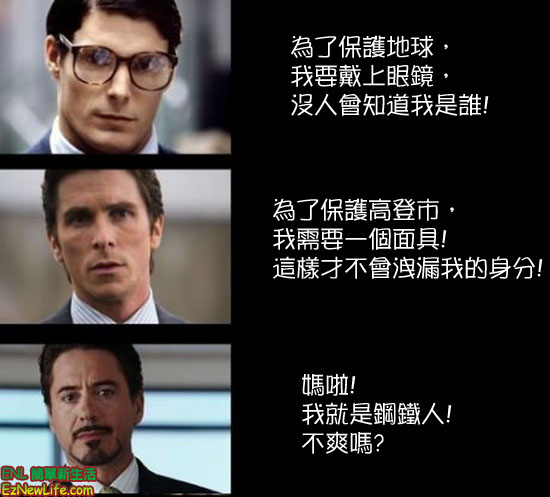 為了保護地球，
我要戴上眼鏡，
沒人會知道我是誰!
為了保護高登市，
我需要一個面具!
這樣才不會洩漏我的身分!
媽啦!
我就是鋼鐵人!
不爽嗎?
ENL 簡單新生活
EzNewLife.com